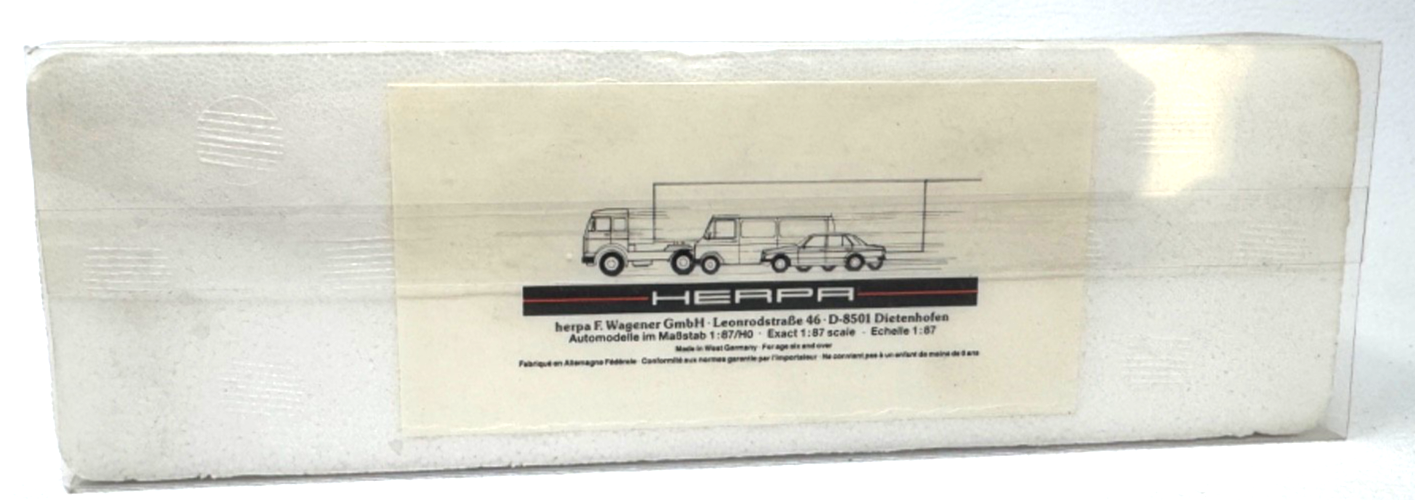 HERPA
herpa F. Wagener GmbH · Leonrodstraße 46 · D-8501 Dietenhofen
Automodelle im Maßstab 1:87/H0 · Exact 1:87 scale · Echelle 1:87
Made in West Germany · For age six and over
Fabriqué en Allemagne Fédérale · Conformité aux normes garantie par l'importateur · Ne convient pas à un enfant de moins de 6 ans